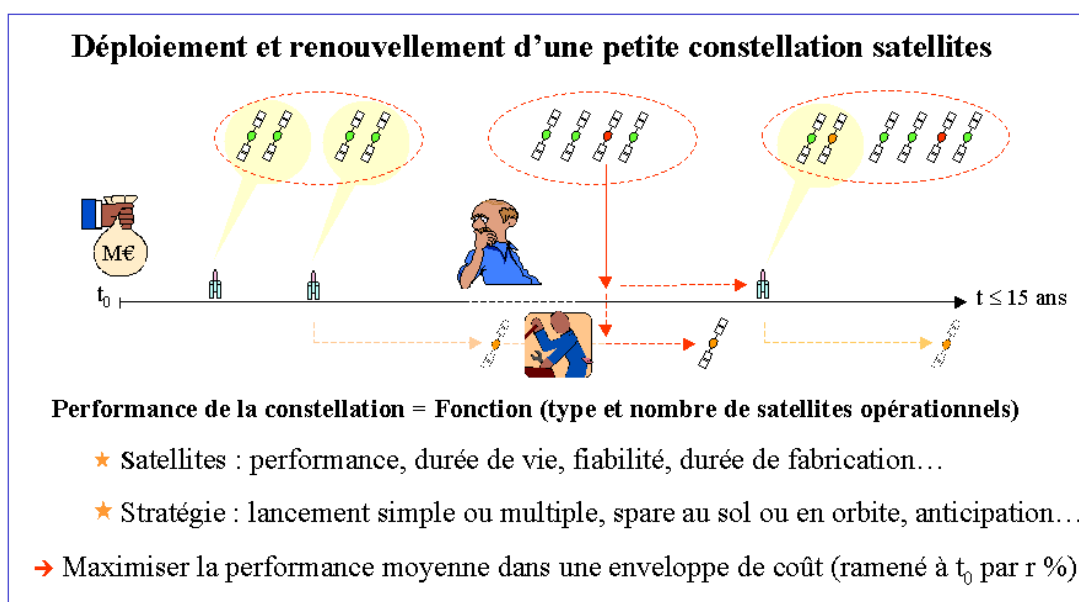 Déploiement et renouvellement d'une petite constellation satellites
M€
t₀
t ≤ 15 ans
Performance de la constellation = Fonction (type et nombre de satellites opérationnels)
Satellites : performance, durée de vie, fiabilité, durée de fabrication…
Stratégie : lancement simple ou multiple, spare au sol ou en orbite, anticipation…
Maximiser la performance moyenne dans une enveloppe de coût (ramené à t₀ par r %)